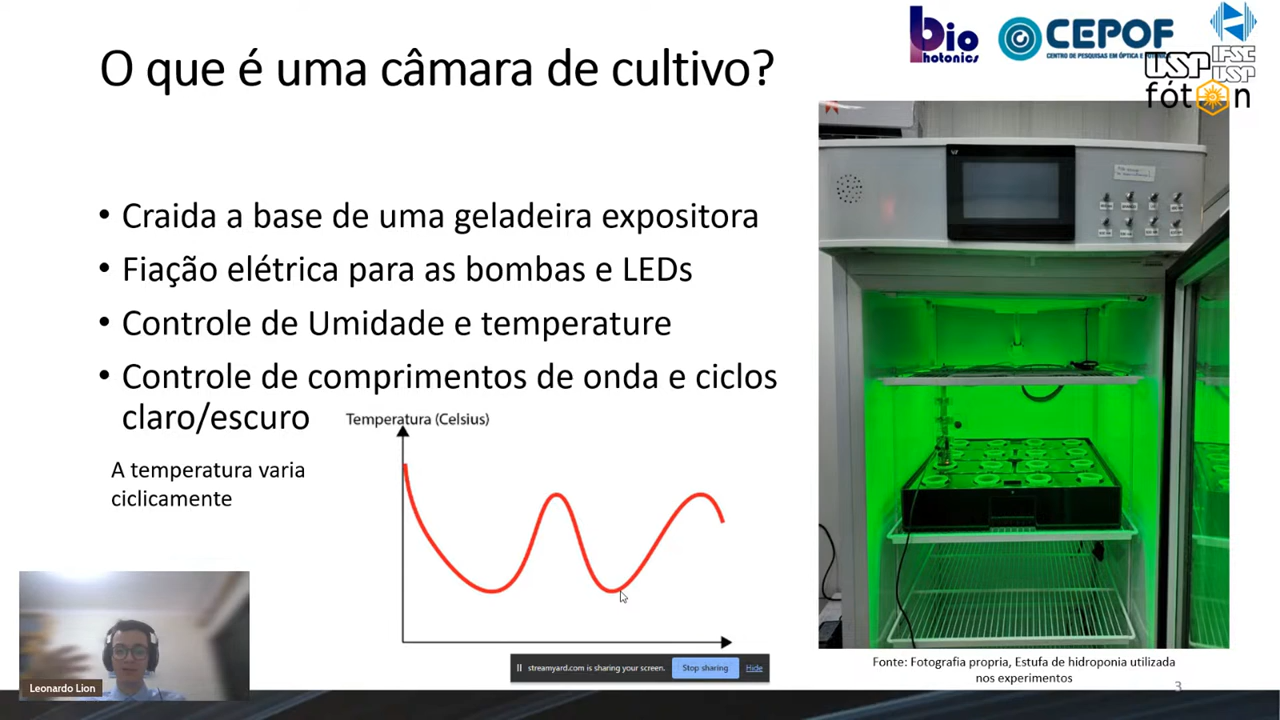 O que é uma câmara de cultivo?
bio
Photonics
CEPOF
CENTRO DE PESQUISAS EM ÓPTICA E FOTÔNICA
USP
IFSC
USP
fóton
• Craida a base de uma geladeira expositora
• Fiação elétrica para as bombas e LEDs
• Controle de Umidade e temperature
• Controle de comprimentos de onda e ciclos
claro/escuro
Temperatura (Celsius)
A temperatura varia
ciclicamente
streamyard.com is sharing your screen.
Stop sharing
Hide
Leonardo Lion
Fonte: Fotografia propria, Estufa de hidroponia utilizada
nos experimentos
3